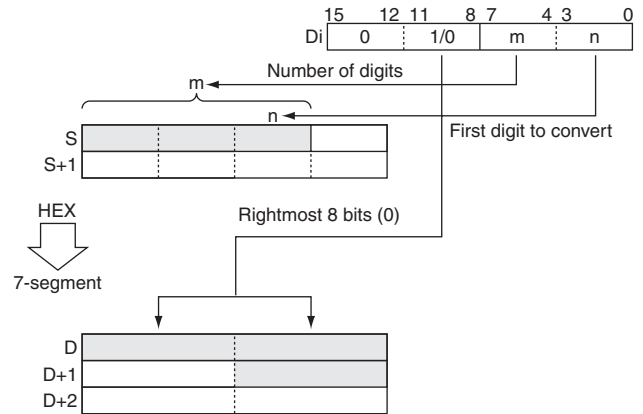 15 12 11 8 7 4 3 0
Di 0 1/0 m n
Number of digits
m
n
First digit to convert
S
S+1
Rightmost 8 bits (0)
HEX
7-segment
D
D+1
D+2